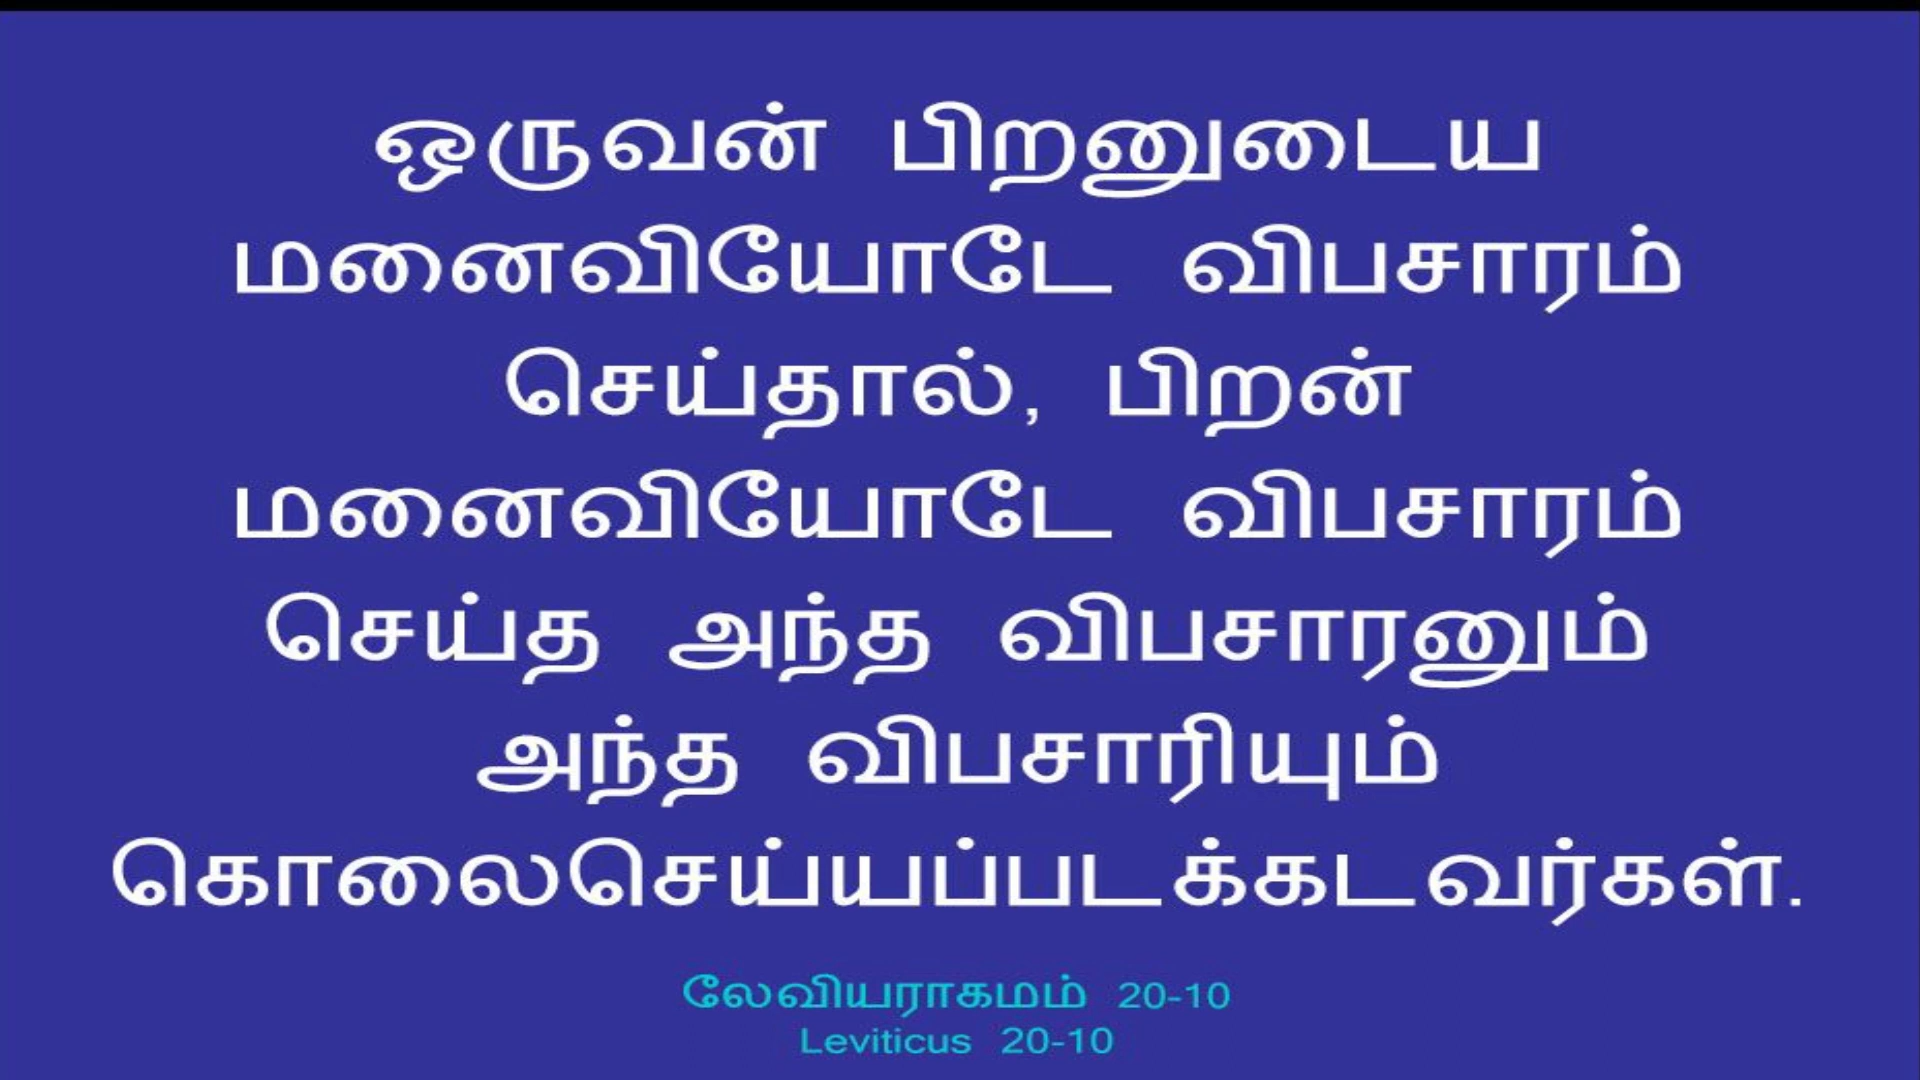 ஒருவன் பிறனுடைய
மனைவியோடே விபசாரம்
செய்தால், பிறன்
மனைவியோடே விபசாரம்
செய்த அந்த விபசாரனும்
அந்த விபசாரியும்
கொலைசெய்யப்படக்கடவர்கள்.
லேவியராகமம் 20-10
Leviticus 20-10